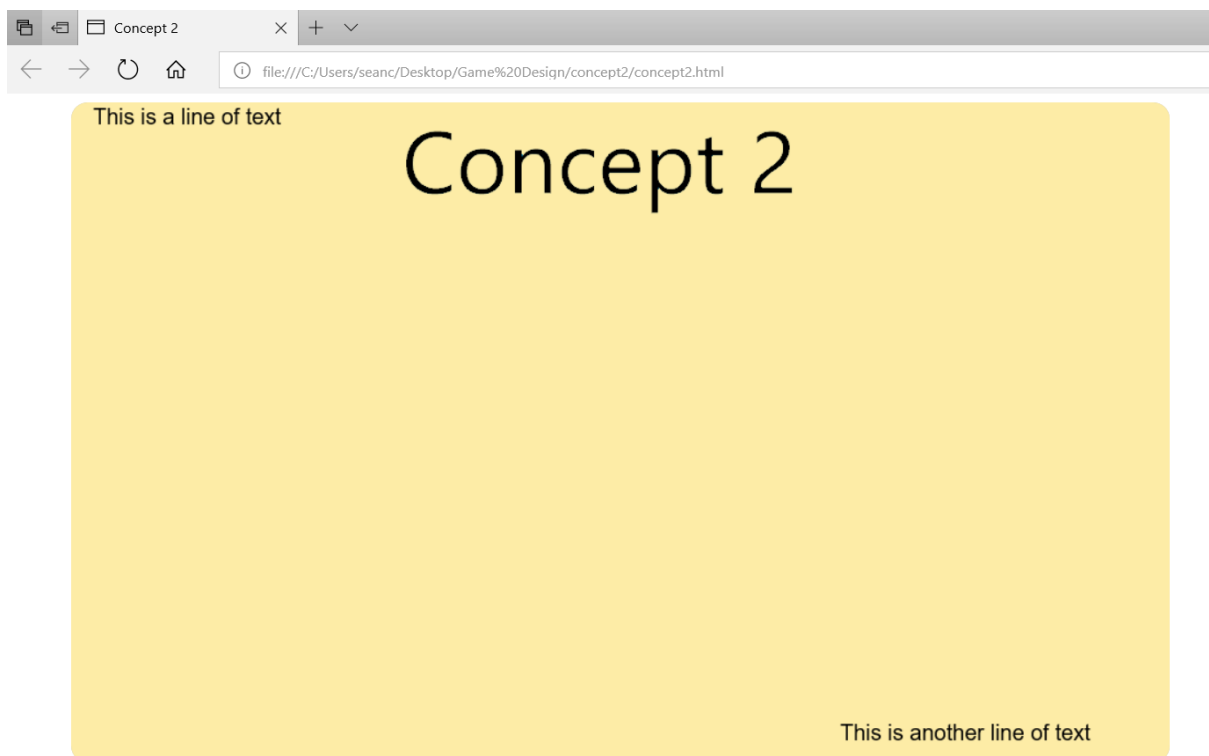 Concept 2
file:///C:/Users/seanc/Desktop/Game%20Design/concept2/concept2.html
This is a line of text
Concept 2
This is another line of text